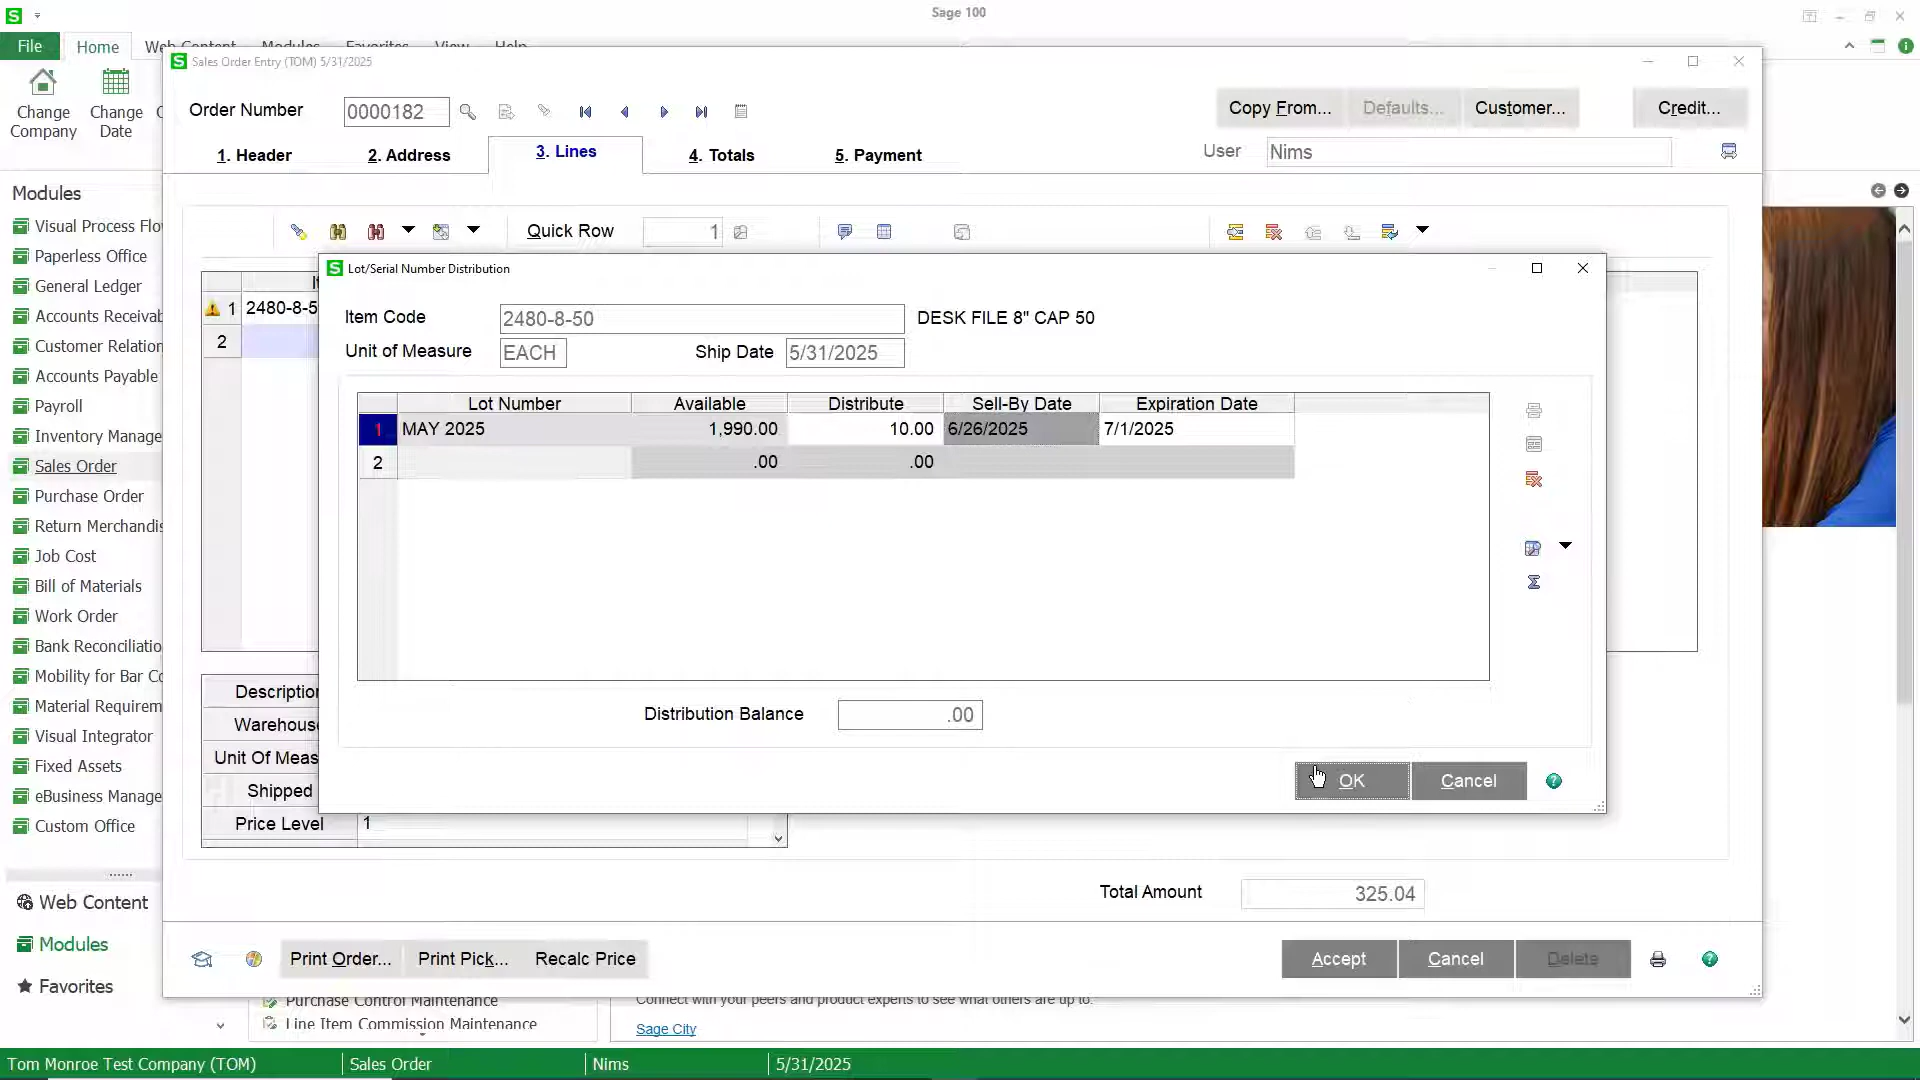 Sage 100
File Home Web Content Modules Favorites View Help
Sales Order Entry (TOM) 5/31/2025
Change Company
Change Date
Order Number 0000182
Copy From... Defaults... Customer... Credit...
1. Header 2. Address 3. Lines 4. Totals 5. Payment
User Nims
Modules
Visual Process Flo
Paperless Office
General Ledger
Accounts Receivab
Customer Relation
Accounts Payable
Payroll
Inventory Manage
Sales Order
Purchase Order
Return Merchandis
Job Cost
Bill of Materials
Work Order
Bank Reconciliatio
Mobility for Bar Co
Material Requirem
Visual Integrator
Fixed Assets
eBusiness Manage
Custom Office
Web Content
Modules
Favorites
Quick Row 1
1 2480-8-5
2
Lot/Serial Number Distribution
Item Code 2480-8-50 DESK FILE 8" CAP 50
Unit of Measure EACH Ship Date 5/31/2025
Lot Number Available Distribute Sell-By Date Expiration Date
1 MAY 2025 1,990.00 10.00 6/26/2025 7/1/2025
2 .00 .00
Distribution Balance .00
OK Cancel
Description
Warehouse
Unit Of Meas
Shipped
Price Level 1
Total Amount 325.04
Print Order... Print Pick... Recalc Price
Accept Cancel Delete
Purchase Control Maintenance
Line Item Commission Maintenance
Connect with your peers and product experts to see what others are up to.
Sage City
Tom Monroe Test Company (TOM) Sales Order Nims 5/31/2025